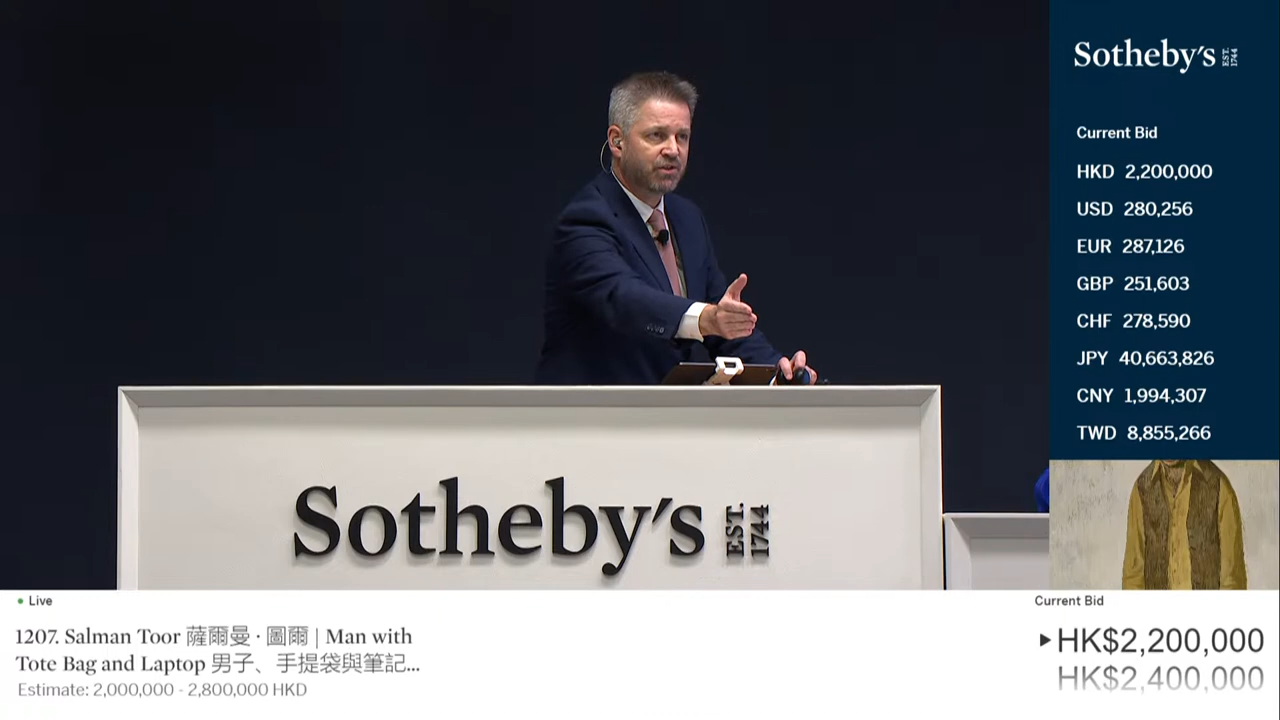 Sotheby's EST. 1744
Current Bid
HKD 2,200,000
USD 280,256
EUR 287,126
GBP 251,603
CHF 278,590
JPY 40,663,826
CNY 1,994,307
TWD 8,855,266
Sotheby's EST. 1744
Live
1207. Salman Toor 薩爾曼·圖爾 | Man with
Tote Bag and Laptop 男子、手提袋與筆記...
Estimate: 2,000,000 - 2,800,000 HKD
Current Bid
HK$2,200,000
HK$2,400,000